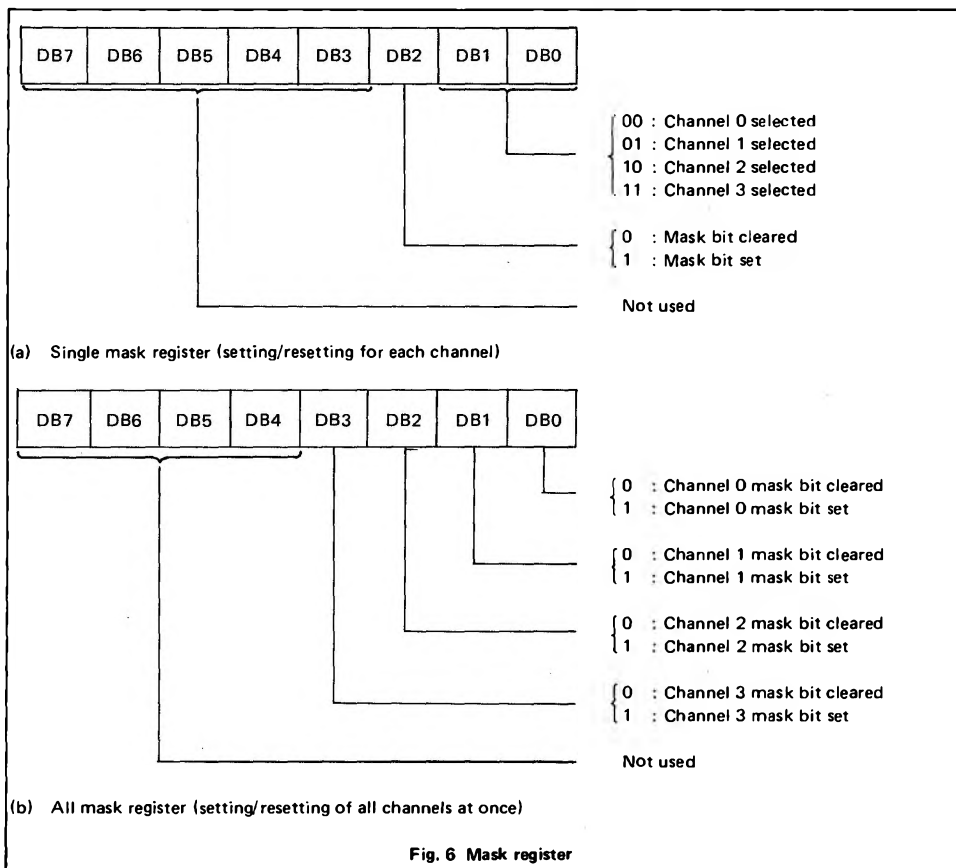 DB7 DB6 DB5 DB4 DB3 DB2 DB1 DB0
00 : Channel 0 selected
01 : Channel 1 selected
10 : Channel 2 selected
11 : Channel 3 selected
0 : Mask bit cleared
1 : Mask bit set
Not used
(a) Single mask register (setting/resetting for each channel)
DB7 DB6 DB5 DB4 DB3 DB2 DB1 DB0
0 : Channel 0 mask bit cleared
1 : Channel 0 mask bit set
0 : Channel 1 mask bit cleared
1 : Channel 1 mask bit set
0 : Channel 2 mask bit cleared
1 : Channel 2 mask bit set
0 : Channel 3 mask bit cleared
1 : Channel 3 mask bit set
Not used
(b) All mask register (setting/resetting of all channels at once)
Fig. 6 Mask register